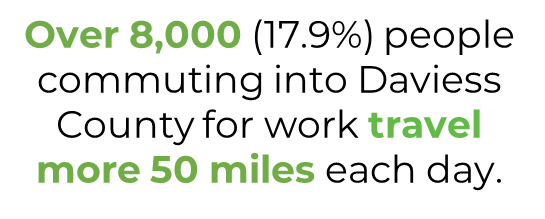 Over 8,000 (17.9%) people
commuting into Daviess
County for work travel
more 50 miles each day.